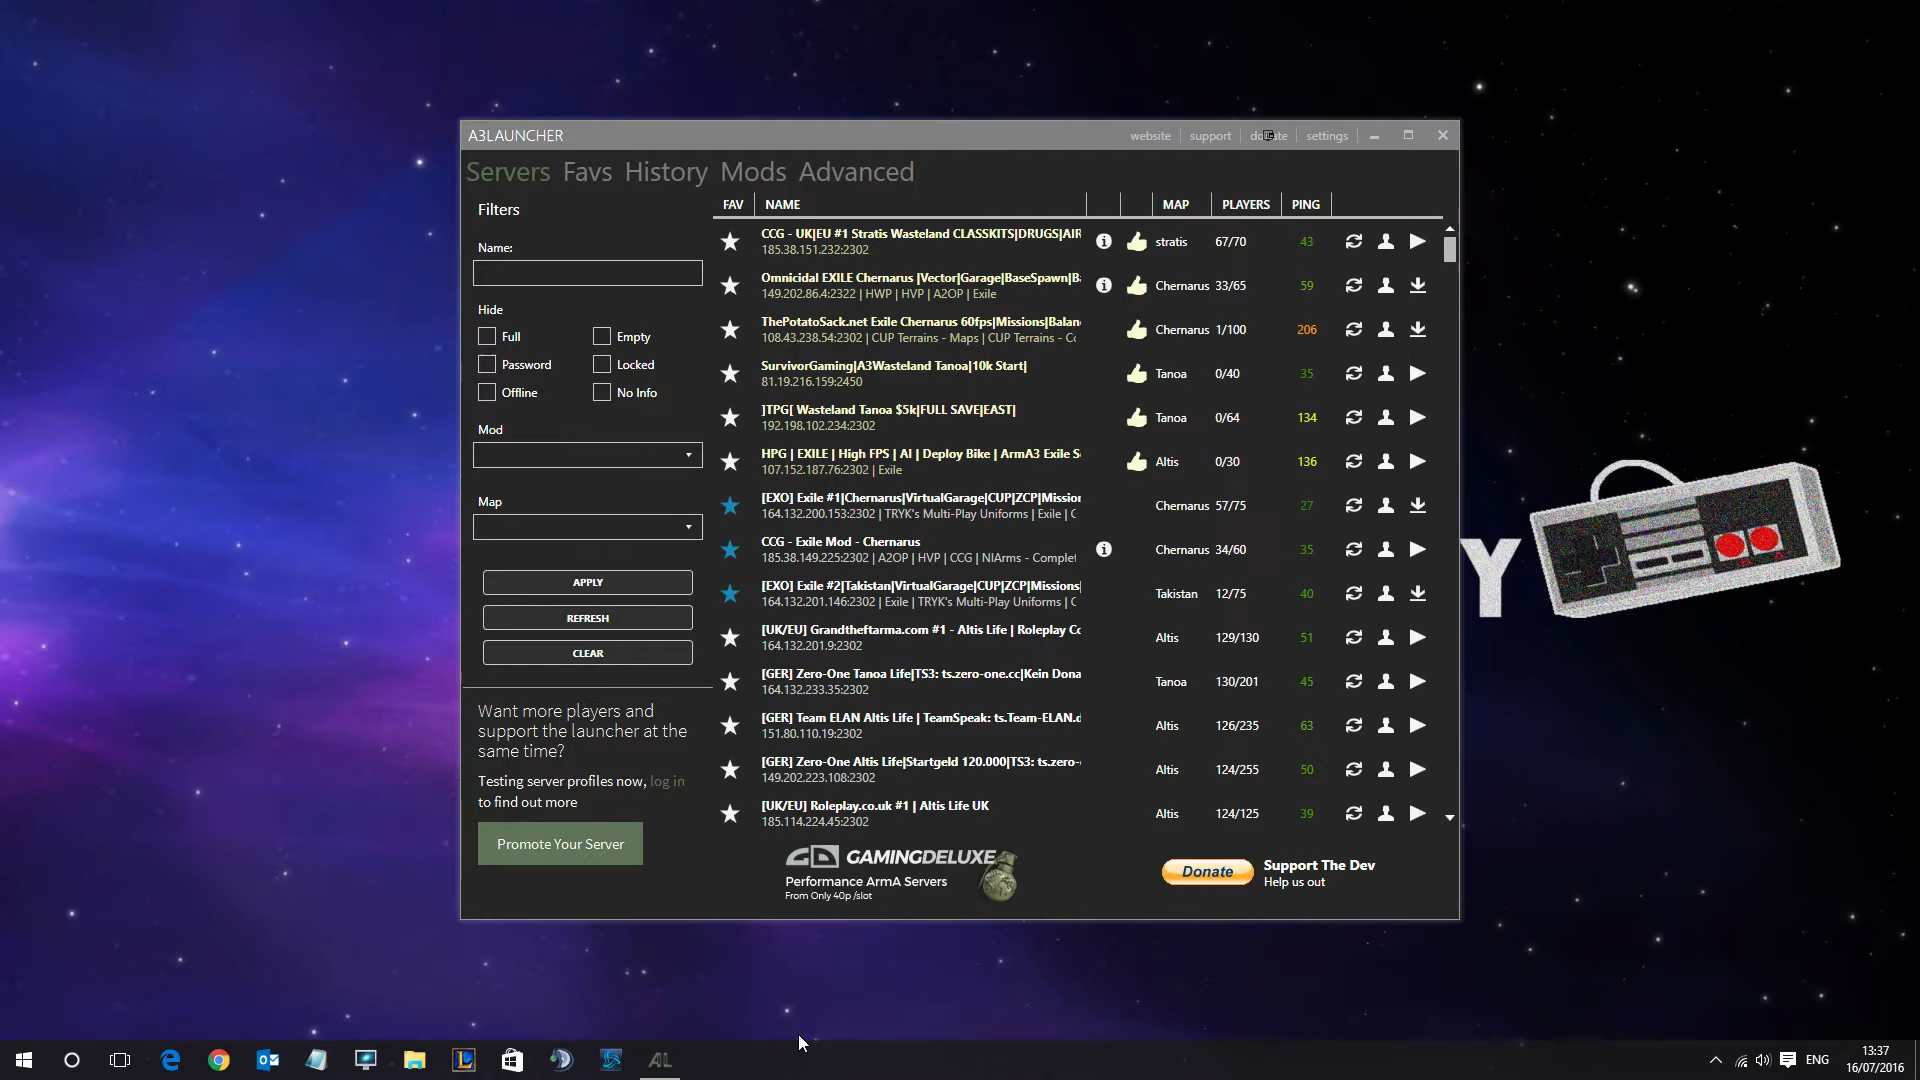 A3LAUNCHER
website support settings
Servers Favs History Mods Advanced
Filters
Name:
Hide
Full Empty
Password Locked
Offline No Info
Mod
Map
APPLY
REFRESH
CLEAR
Want more players and
support the launcher at the
same time?
Testing server profiles now, log in
to find out more
Promote Your Server
FAV NAME MAP PLAYERS PING
CCG - UK|EU #1 Stratis Wasteland CLASSKITS|DRUGS|AIR stratis 67/70 43
185.38.151.232:2302
Omnicidal EXILE Chernarus |Vector|Garage|BaseSpawn|B Chernarus 33/65 59
149.202.86.4:2322 | HWP | HVP | A2OP | Exile
ThePotatoSack.net Exile Chernarus 60fps|Missions|Balan Chernarus 1/100 206
108.43.238.54:2302 | CUP Terrains - Maps | CUP Terrains - Co
SurvivorGaming|A3Wasteland Tanoa|10k Start| Tanoa 0/40 35
81.19.216.159:2450
]TPG[ Wasteland Tanoa $5k|FULL SAVE|EAST| Tanoa 0/64 134
192.198.102.234:2302
HPG | EXILE | High FPS | AI | Deploy Bike | ArmA3 Exile S Altis 0/30 136
107.152.187.76:2302 | Exile
[EXO] Exile #1|Chernarus|VirtualGarage|CUP|ZCP|Mission Chernarus 57/75 27
164.132.200.153:2302 | TRYK's Multi-Play Uniforms | Exile | C
CCG - Exile Mod - Chernarus Chernarus 34/60 35
185.38.149.225:2302 | A2OP | HVP | CCG | NIArms - Complet
[EXO] Exile #2|Takistan|VirtualGarage|CUP|ZCP|Missions| Takistan 12/75 40
164.132.201.146:2302 | Exile | TRYK's Multi-Play Uniforms | C
[UK/EU] Grandtheftarma.com #1 - Altis Life | Roleplay Co Altis 129/130 51
164.132.201.9:2302
[GER] Zero-One Tanoa Life|TS3: ts.zero-one.cc|Kein Dona Tanoa 130/201 45
164.132.233.35:2302
[GER] Team ELAN Altis Life | TeamSpeak: ts.Team-ELAN.d Altis 126/235 63
151.80.110.19:2302
[GER] Zero-One Altis Life|Startgeld 120.000|TS3: ts.zero- Altis 124/255 50
149.202.223.108:2302
[UK/EU] Roleplay.co.uk #1 | Altis Life UK Altis 124/125 39
185.114.224.45:2302
GD GAMINGDELUXE
Performance ArmA Servers
From Only 40p /slot
Donate
Support The Dev
Help us out
Y
AL
ENG
13:37
16/07/2016